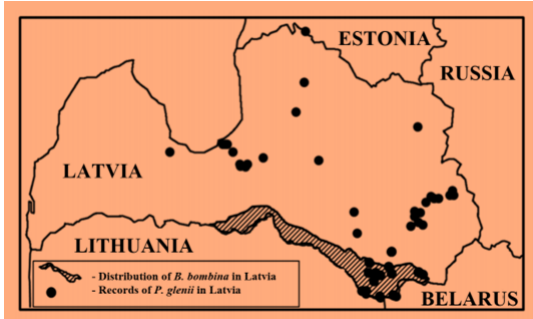 ESTONIA
RUSSIA
LATVIA
LITHUANIA
- Distribution of B. bombina in Latvia
- Records of P. glenii in Latvia
BELARUS